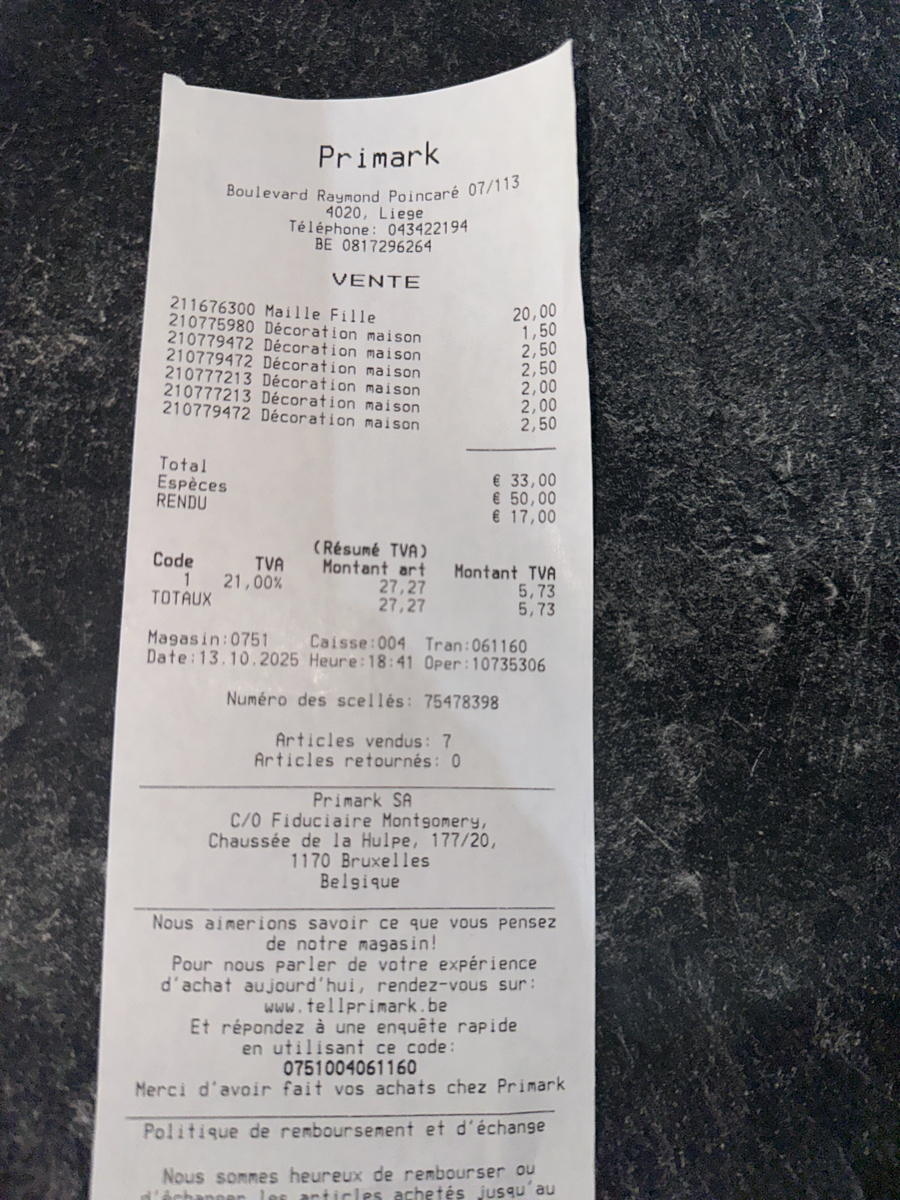 Primark
Boulevard Raymond Poincaré 07/113
4020, Liege
Téléphone: 043422194
BE 0817296264
VENTE
211676300 Maille Fille 20,00
210775980 Décoration maison 1,50
210779472 Décoration maison 2,50
210779472 Décoration maison 2,50
210777213 Décoration maison 2,00
210777213 Décoration maison 2,00
210779472 Décoration maison 2,50
Total € 33,00
Espèces € 50,00
RENDU € 17,00
(Résumé TVA)
Code TVA Montant art Montant TVA
1 21,00% 27,27 5,73
TOTAUX 27,27 5,73
Magasin:0751 Caisse:004 Tran:061160
Date:13.10.2025 Heure:18:41 Oper:10735306
Numéro des scellés: 75478398
Articles vendus: 7
Articles retournés: 0
Primark SA
C/O Fiduciaire Montgomery,
Chaussée de la Hulpe, 177/20,
1170 Bruxelles
Belgique
Nous aimerions savoir ce que vous pensez
de notre magasin!
Pour nous parler de votre expérience
d'achat aujourd'hui, rendez-vous sur:
www.tellprimark.be
Et répondez à une enquête rapide
en utilisant ce code:
0751004061160
Merci d'avoir fait vos achats chez Primark
Politique de remboursement et d'échange
Nous sommes heureux de rembourser ou
d'échanger les articles achetés jusqu'au